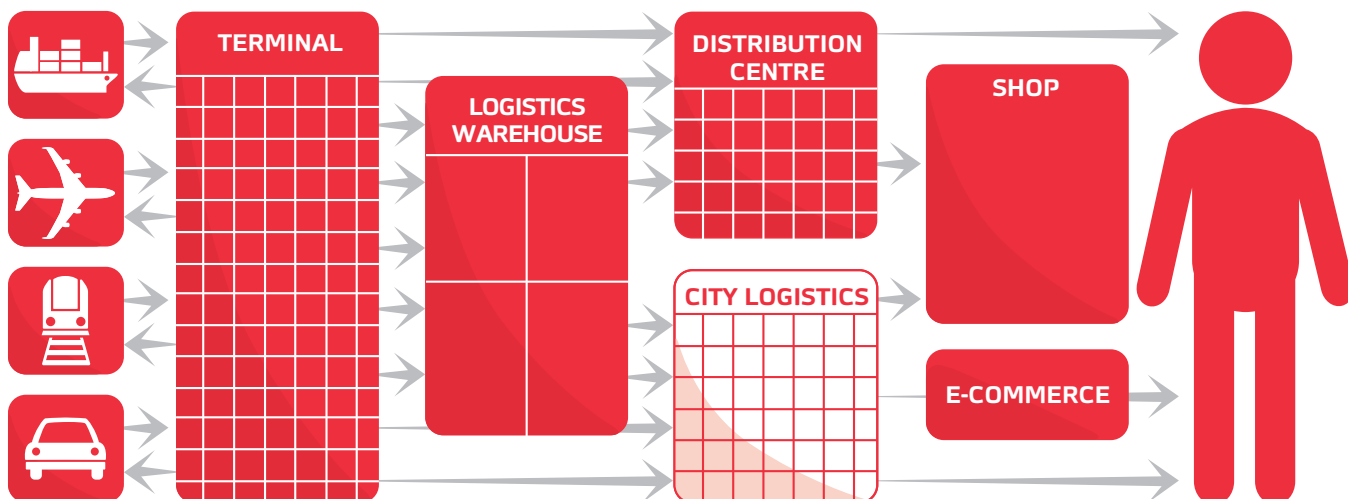 TERMINAL
LOGISTICS
WAREHOUSE
DISTRIBUTION
CENTRE
CITY LOGISTICS
SHOP
E-COMMERCE